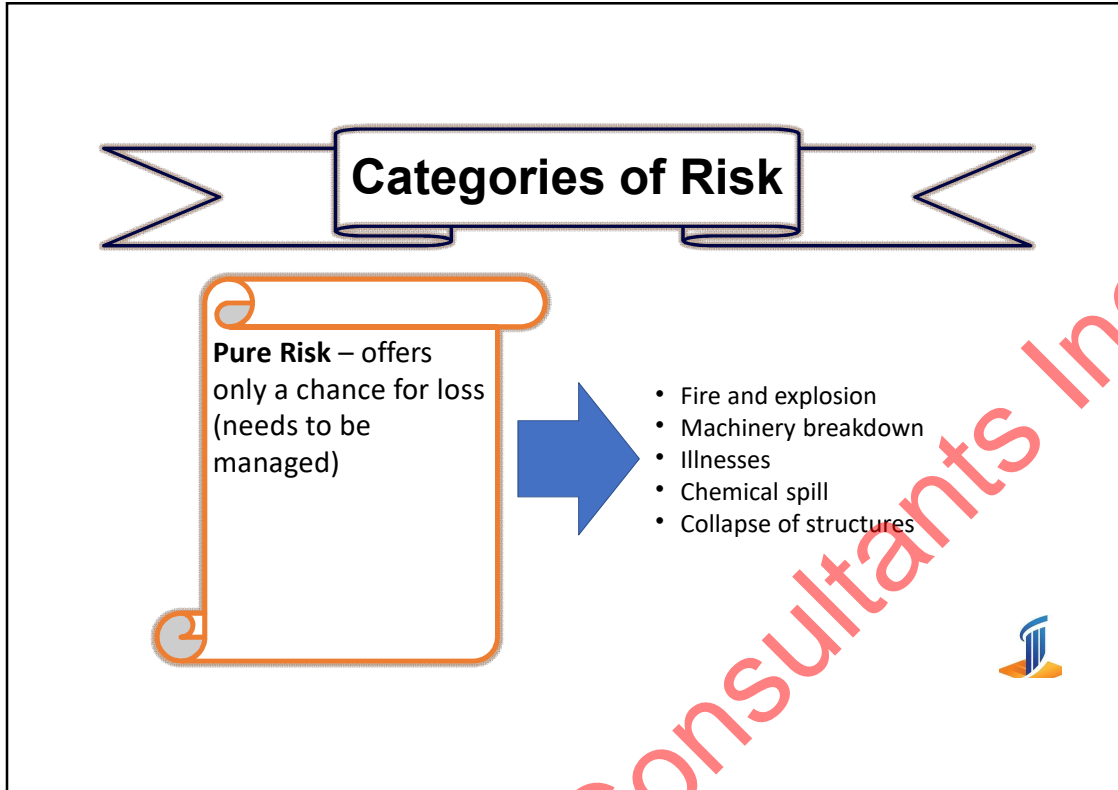 Categories of Risk
Pure Risk – offers
only a chance for loss
(needs to be
managed)
• Fire and explosion
• Machinery breakdown
• Illnesses
• Chemical spill
• Collapse of structures
Consultants Inc